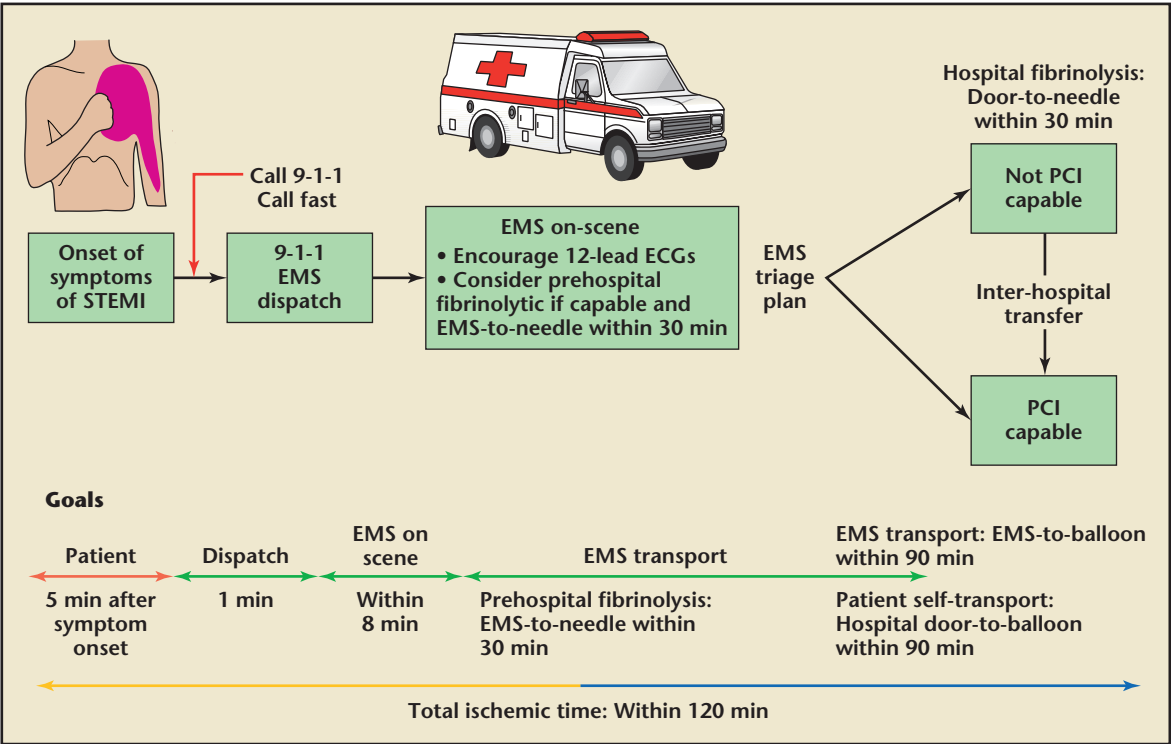 Hospital fibrinolysis:
Door-to-needle
within 30 min
Call 9-1-1
Call fast
Onset of
symptoms
of STEMI
9-1-1
EMS
dispatch
EMS on-scene
• Encourage 12-lead ECGs
• Consider prehospital
fibrinolytic if capable and
EMS-to-needle within 30 min
EMS
triage
plan
Not PCI
capable
Inter-hospital
transfer
PCI
capable
Goals
Patient
5 min after
symptom
onset
Dispatch
1 min
EMS on
scene
Within
8 min
EMS transport
Prehospital fibrinolysis:
EMS-to-needle within
30 min
EMS transport: EMS-to-balloon
within 90 min
Patient self-transport:
Hospital door-to-balloon
within 90 min
Total ischemic time: Within 120 min